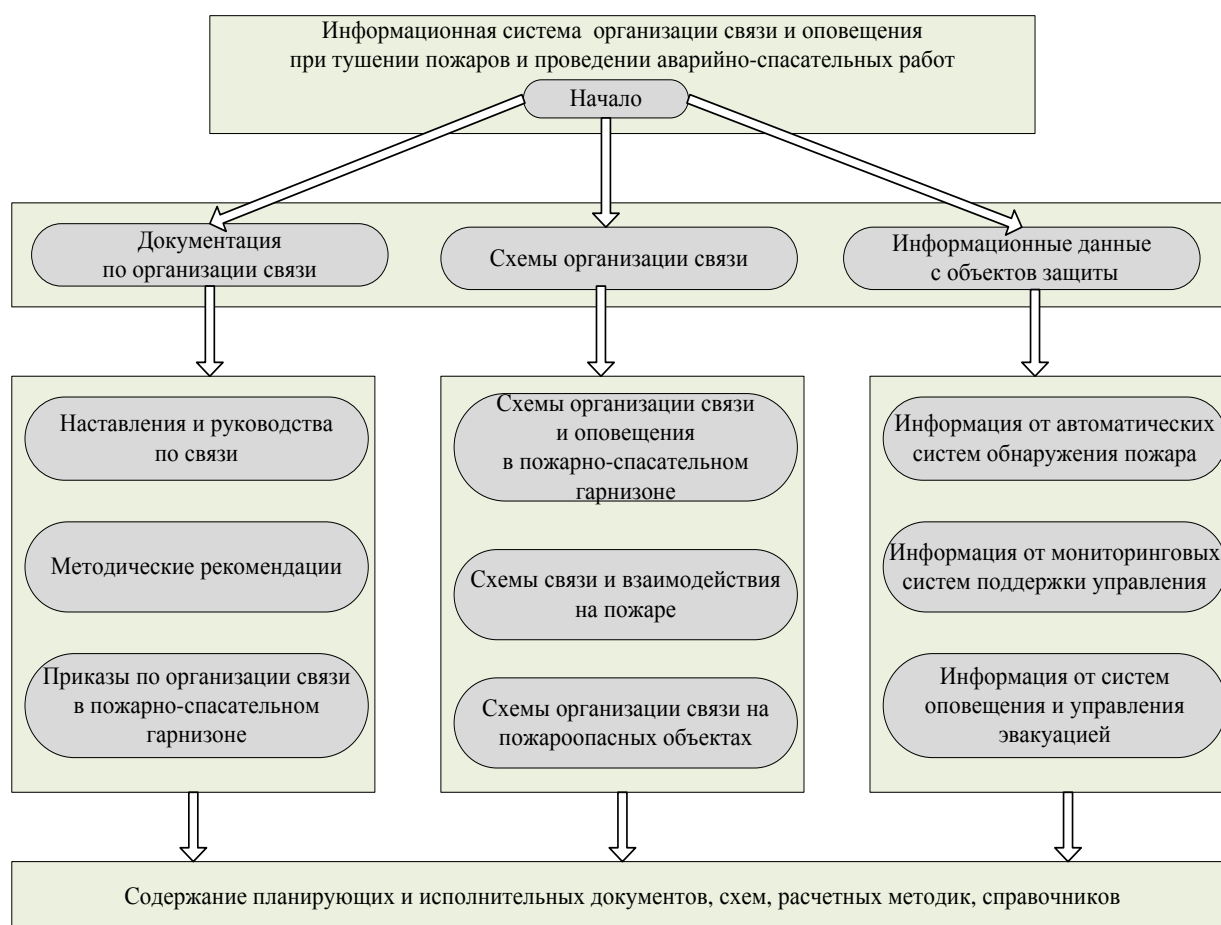 Информационная система организации связи и оповещения
при тушении пожаров и проведении аварийно-спасательных работ
Начало
Документация
по организации связи
Схемы организации связи
Информационные данные
с объектов защиты
Наставления и руководства
по связи
Методические рекомендации
Приказы по организации связи
в пожарно-спасательном
гарнизоне
Схемы организации связи
и оповещения
в пожарно-спасательном
гарнизоне
Схемы связи и взаимодействия
на пожаре
Схемы организации связи на
пожароопасных объектах
Информация от автоматических
систем обнаружения пожара
Информация от мониторинговых
систем поддержки управления
Информация от систем
оповещения и управления
эвакуацией
Содержание планирующих и исполнительных документов, схем, расчетных методик, справочников